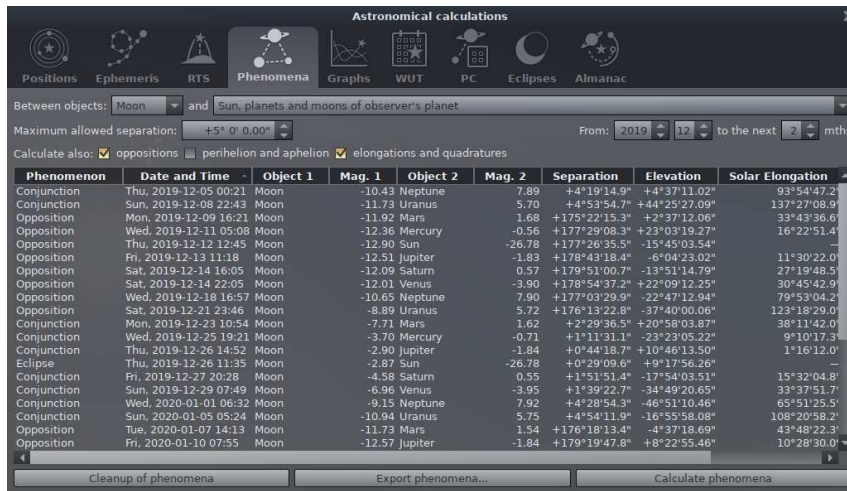 Astronomical calculations
Positions Ephemeris RTS Phenomena Graphs WUT PC Eclipses Almanac
Between objects: Moon and Sun, planets and moons of observer's planet
Maximum allowed separation: +5° 0' 0.00" From: 2019 12 to the next 2 mths
Calculate also: oppositions perihelion and aphelion elongations and quadratures
Phenomenon Date and Time Object 1 Mag. 1 Object 2 Mag. 2 Separation Elevation Solar Elongation
Conjunction Thu, 2019-12-05 00:21 Moon -10.43 Neptune 7.89 +4°19'14.9" +4°37'11.02" 93°54'47.2"
Conjunction Sun, 2019-12-08 22:43 Moon -11.73 Uranus 5.70 +4°53'54.7" +44°25'27.09" 137°27'08.9"
Opposition Mon, 2019-12-09 16:21 Moon -11.92 Mars 1.68 +175°22'15.3" +2°37'12.06" 33°43'36.6"
Opposition Wed, 2019-12-11 05:08 Moon -12.36 Mercury -0.56 +177°29'08.3" +23°03'19.27" 16°22'51.4"
Opposition Thu, 2019-12-12 12:45 Moon -12.90 Sun -26.78 +177°26'35.5" -15°45'03.54" —
Opposition Fri, 2019-12-13 11:18 Moon -12.51 Jupiter -1.83 +178°43'18.4" -6°04'23.02" 11°30'22.0"
Opposition Sat, 2019-12-14 16:05 Moon -12.09 Saturn 0.57 +179°51'00.7" -13°51'14.79" 27°19'48.5"
Opposition Sat, 2019-12-14 22:05 Moon -12.01 Venus -3.90 +178°54'37.2" +22°09'12.25" 30°45'42.9"
Opposition Wed, 2019-12-18 16:57 Moon -10.65 Neptune 7.90 +177°03'29.9" -22°47'12.94" 79°53'04.2"
Opposition Sat, 2019-12-21 23:46 Moon -8.89 Uranus 5.72 +176°13'22.8" -37°40'00.06" 123°18'29.0"
Conjunction Mon, 2019-12-23 10:54 Moon -7.71 Mars 1.62 +2°29'36.5" +20°58'03.87" 38°11'42.0"
Conjunction Wed, 2019-12-25 19:21 Moon -3.70 Mercury -0.71 +1°11'31.1" -23°23'05.22" 9°10'17.3"
Conjunction Thu, 2019-12-26 14:52 Moon -2.90 Jupiter -1.84 +0°44'18.7" +10°46'13.50" 1°16'12.0"
Eclipse Thu, 2019-12-26 11:35 Moon -2.87 Sun -26.78 +0°29'09.6" +9°17'56.26" —
Conjunction Fri, 2019-12-27 20:28 Moon -4.58 Saturn 0.55 +1°51'51.4" -17°54'03.51" 15°32'04.8"
Conjunction Sun, 2019-12-29 07:49 Moon -6.96 Venus -3.95 +1°39'22.7" -34°49'20.65" 33°37'51.7"
Conjunction Wed, 2020-01-01 06:32 Moon -9.15 Neptune 7.92 +4°28'54.3" -46°51'10.46" 65°51'25.5"
Conjunction Sun, 2020-01-05 05:24 Moon -10.94 Uranus 5.75 +4°54'11.9" -16°55'58.08" 108°20'58.2"
Opposition Tue, 2020-01-07 14:13 Moon -11.73 Mars 1.54 +176°18'13.4" -4°37'18.69" 43°48'22.3"
Opposition Fri, 2020-01-10 07:55 Moon -12.57 Jupiter -1.84 +179°19'47.8" +8°22'55.46" 10°28'30.0"
Cleanup of phenomena Export phenomena... Calculate phenomena